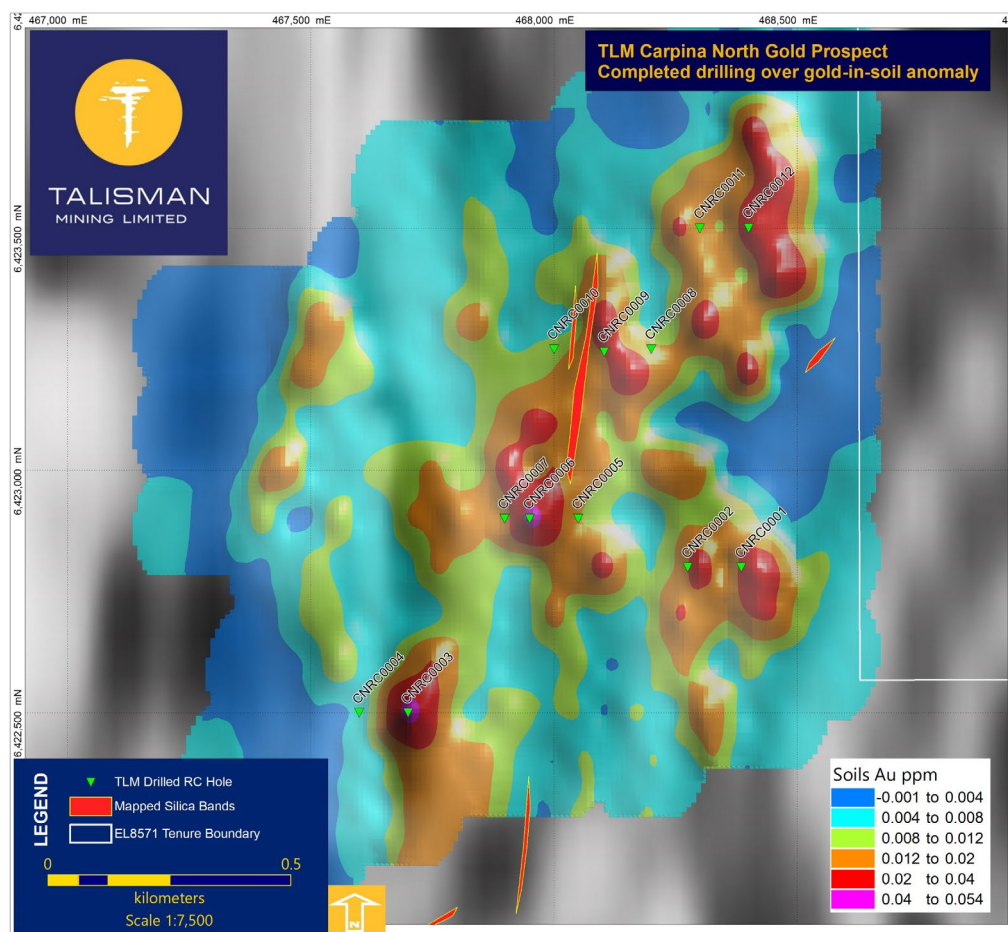 6,42
467,000 mE
467,500 mE
468,000 mE
468,500 mE
4
TLM Carpina North Gold Prospect
Completed drilling over gold-in-soil anomaly
TALISMAN
MINING LIMITED
6,423,500 mN
6,423,000 mN
6,422,500 mN
CNRC0011
CNRC0012
CNRC0010
CNRC0009
CNRC0008
CNRC0007
CNRC0006
CNRC0005
CNRC0002
CNRC0001
CNRC0004
CNRC0003
LEGEND
TLM Drilled RC Hole
Mapped Silica Bands
EL8571 Tenure Boundary
0 0.5
kilometers
Scale 1:7,500
N
Soils Au ppm
-0.001 to 0.004
0.004 to 0.008
0.008 to 0.012
0.012 to 0.02
0.02 to 0.04
0.04 to 0.054